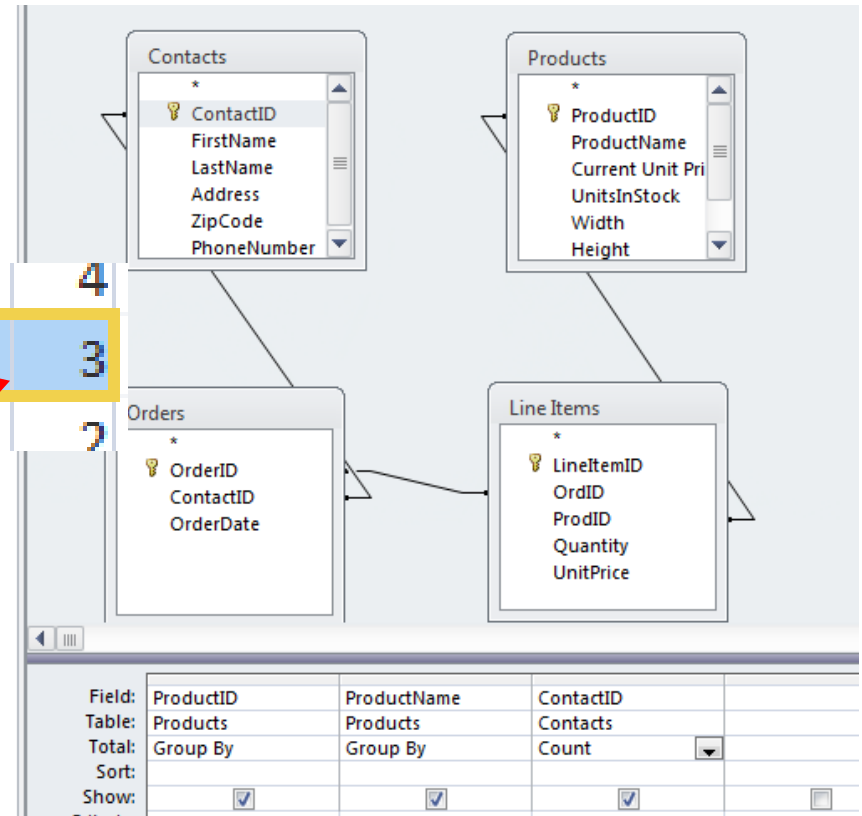 Contacts
*
ContactID
FirstName
LastName
Address
ZipCode
PhoneNumber
Products
*
ProductID
ProductName
Current Unit Pri
UnitsInStock
Width
Height
4
3
2
Orders
*
OrderID
ContactID
OrderDate
Line Items
*
LineItemID
OrdID
ProdID
Quantity
UnitPrice
Field: ProductID ProductName ContactID
Table: Products Products Contacts
Total: Group By Group By Count
Sort:
Show: